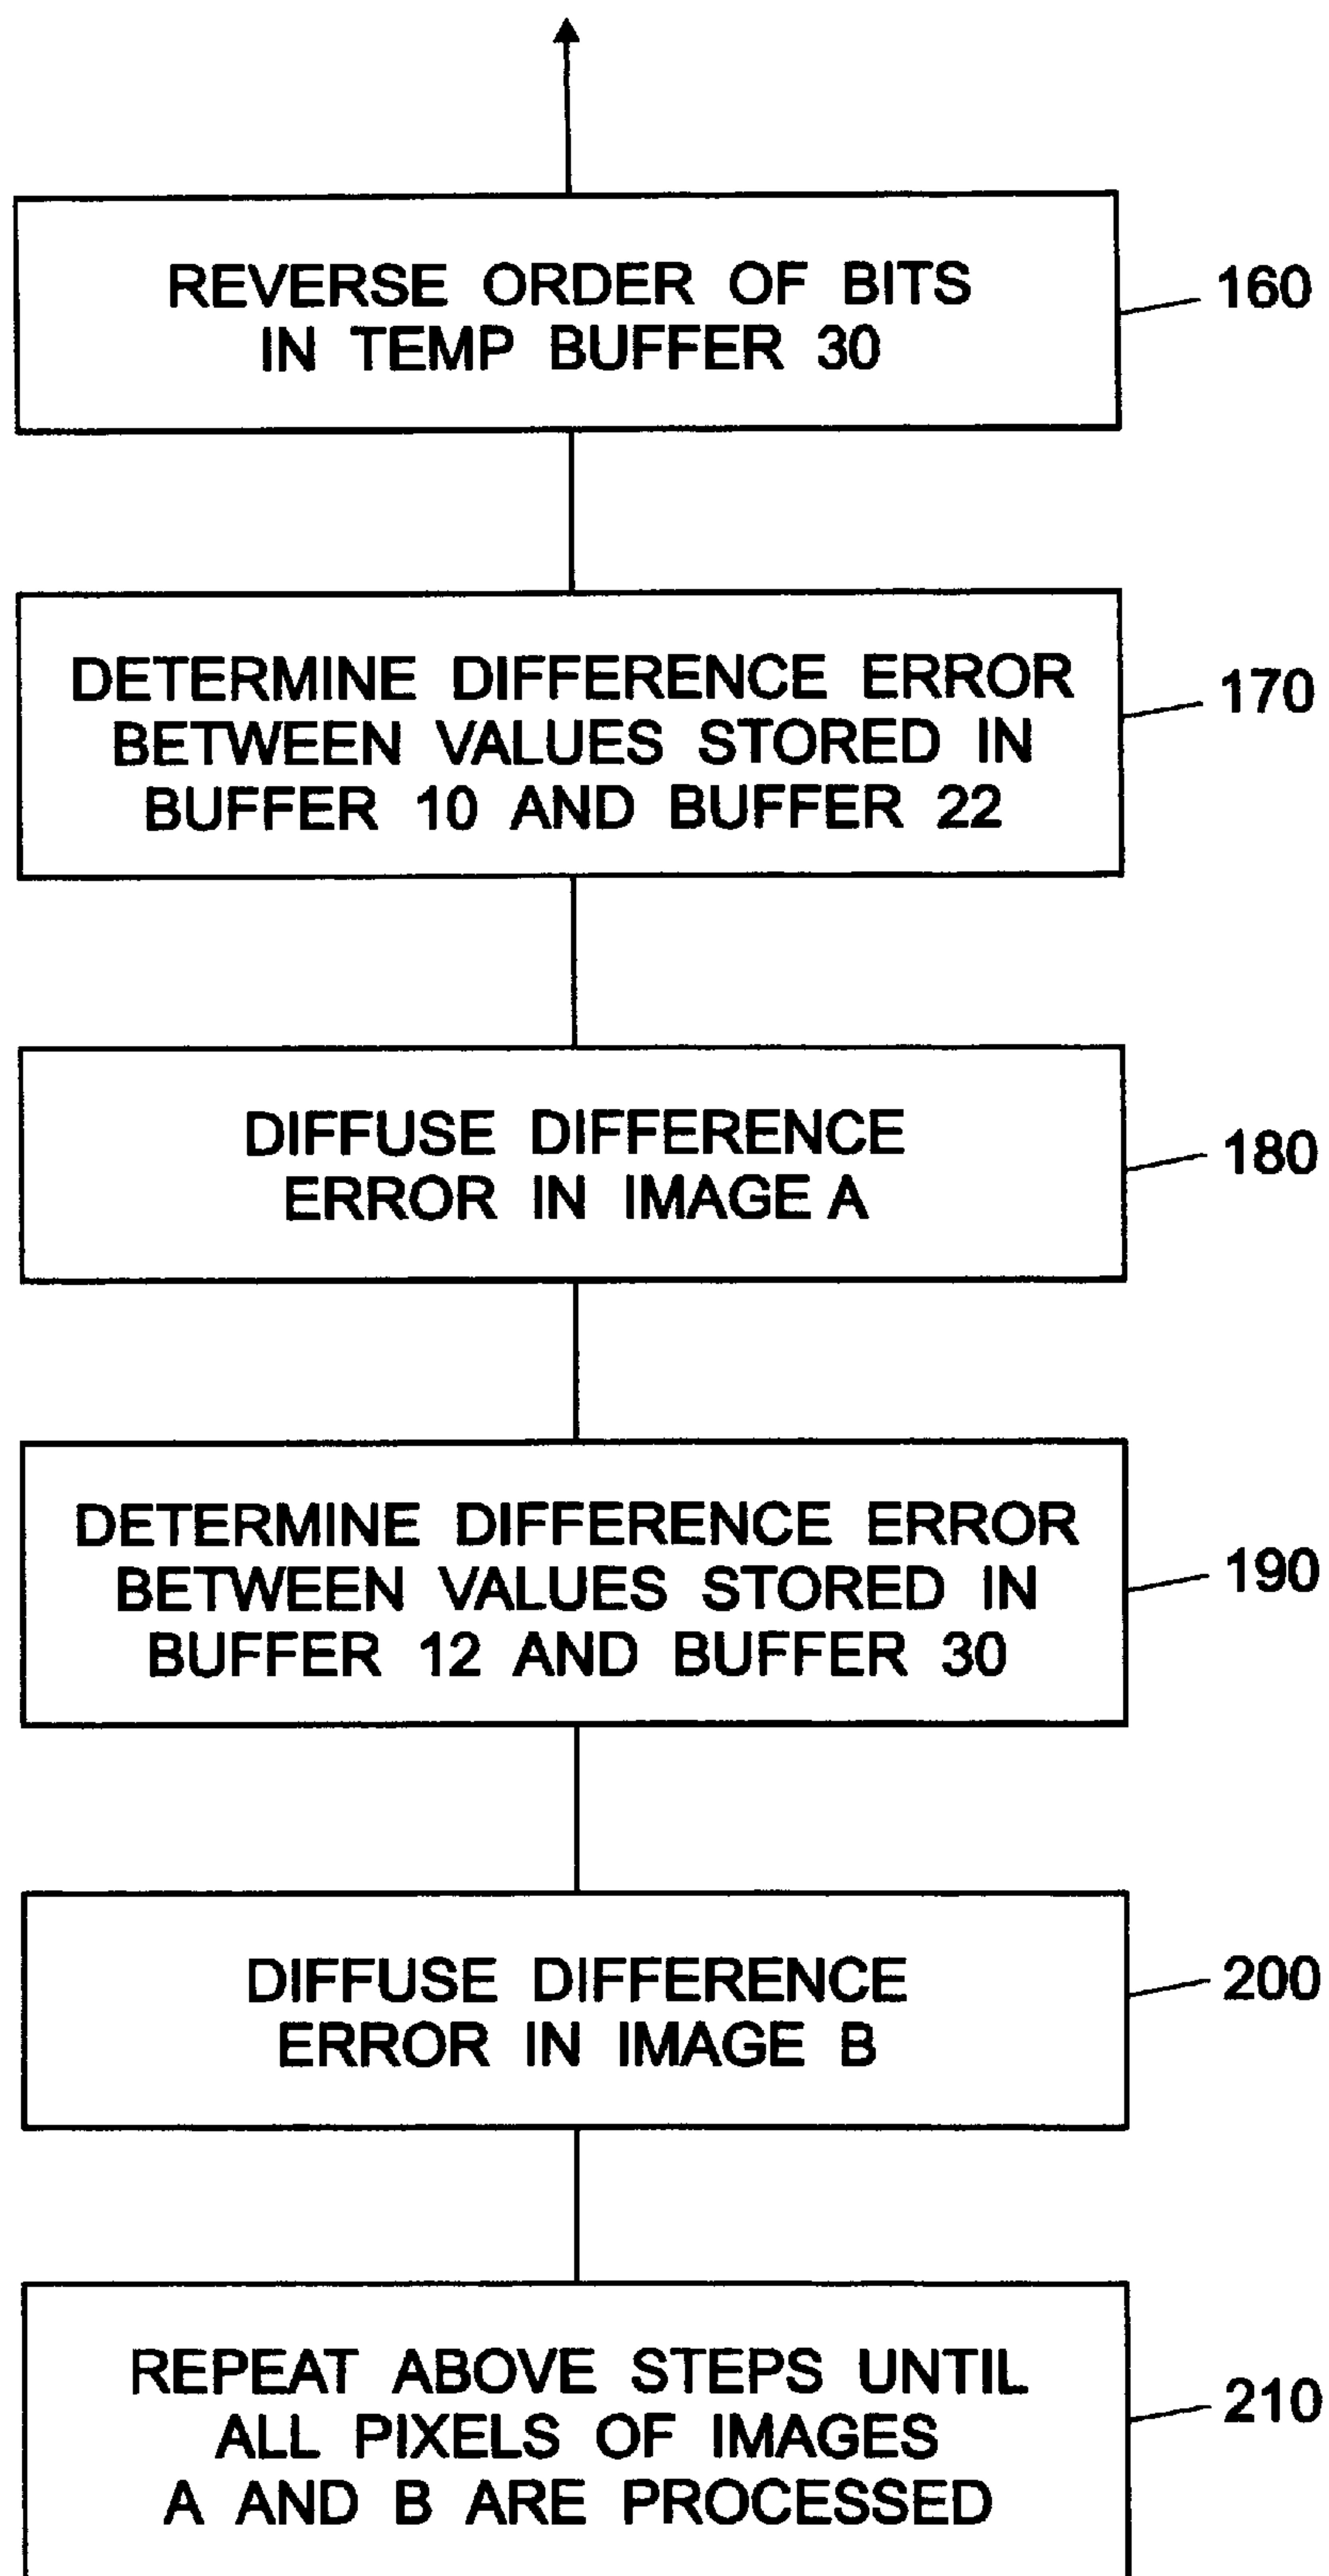 REVERSE ORDER OF BITS
IN TEMP BUFFER 30
160
DETERMINE DIFFERENCE ERROR
BETWEEN VALUES STORED IN
BUFFER 10 AND BUFFER 22
170
DIFFUSE DIFFERENCE
ERROR IN IMAGE A
180
DETERMINE DIFFERENCE ERROR
BETWEEN VALUES STORED IN
BUFFER 12 AND BUFFER 30
190
DIFFUSE DIFFERENCE
ERROR IN IMAGE B
200
REPEAT ABOVE STEPS UNTIL
ALL PIXELS OF IMAGES
A AND B ARE PROCESSED
210